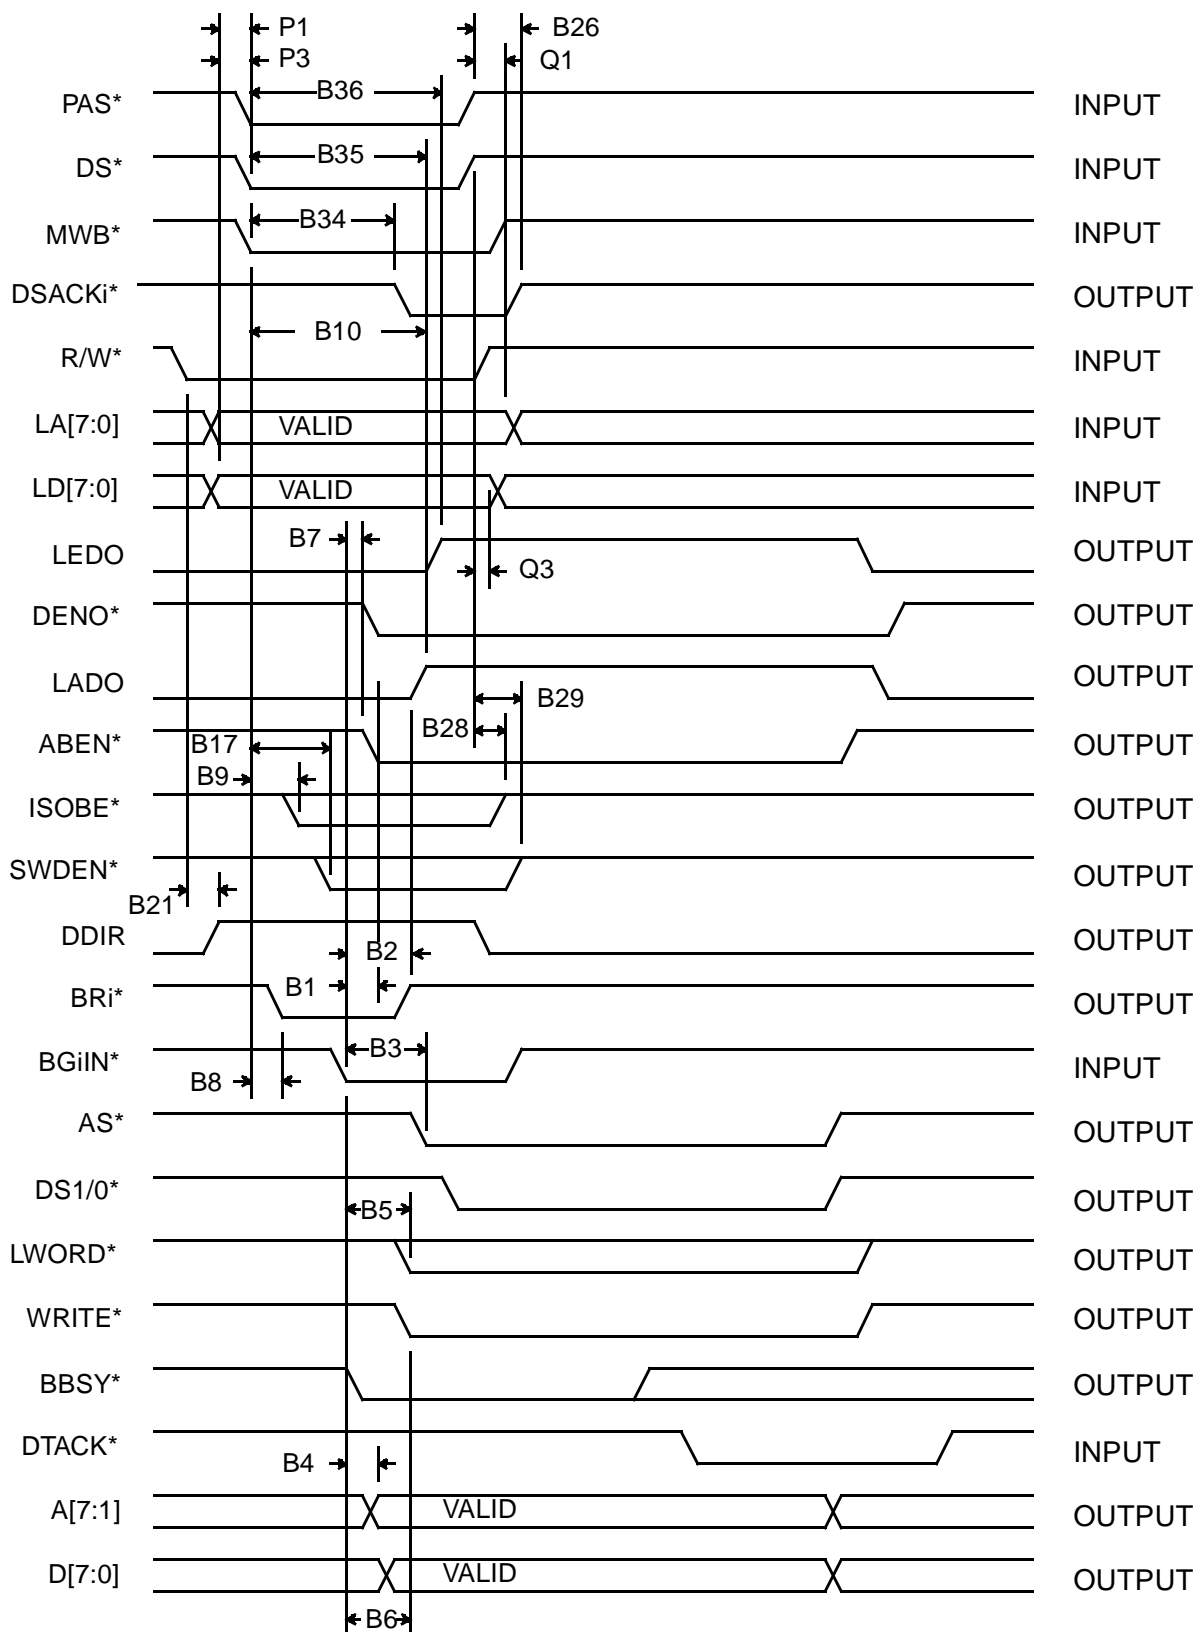 P1 B26
P3 Q1
PAS* B36 INPUT
DS* B35 INPUT
MWB* B34 INPUT
DSACKi* OUTPUT
B10
R/W* INPUT
LA[7:0] VALID INPUT
LD[7:0] VALID INPUT
B7
LEDO OUTPUT
Q3
DENO* OUTPUT
LADO OUTPUT
B29
B28
ABEN* B17 OUTPUT
B9
ISOBE* OUTPUT
SWDEN* OUTPUT
B21
DDIR OUTPUT
B2
B1
BRi* OUTPUT
B3
BGiIN* INPUT
B8
AS* OUTPUT
DS1/0* OUTPUT
B5
LWORD* OUTPUT
WRITE* OUTPUT
BBSY* OUTPUT
DTACK* INPUT
B4
A[7:1] VALID OUTPUT
D[7:0] VALID OUTPUT
B6